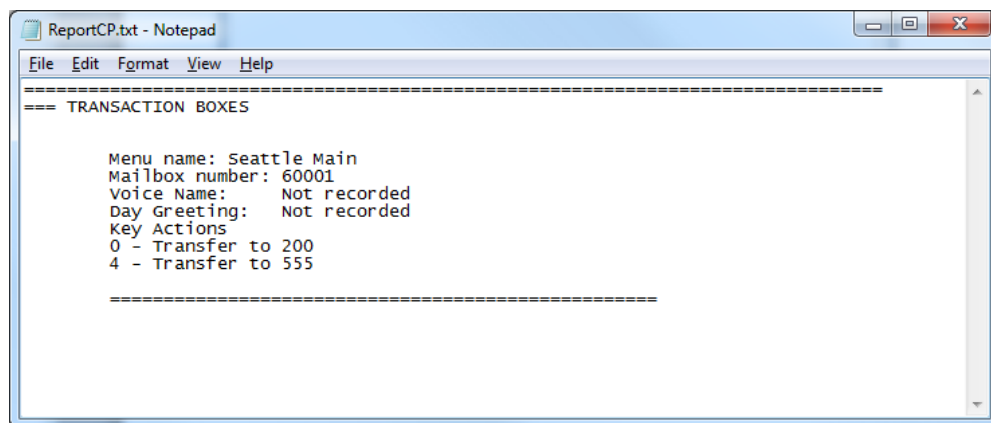 ReportCP.txt - Notepad
File Edit Format View Help
================================================================================
=== TRANSACTION BOXES
Menu name: Seattle Main
Mailbox number: 60001
Voice Name: Not recorded
Day Greeting: Not recorded
Key Actions
0 - Transfer to 200
4 - Transfer to 555
===================================================